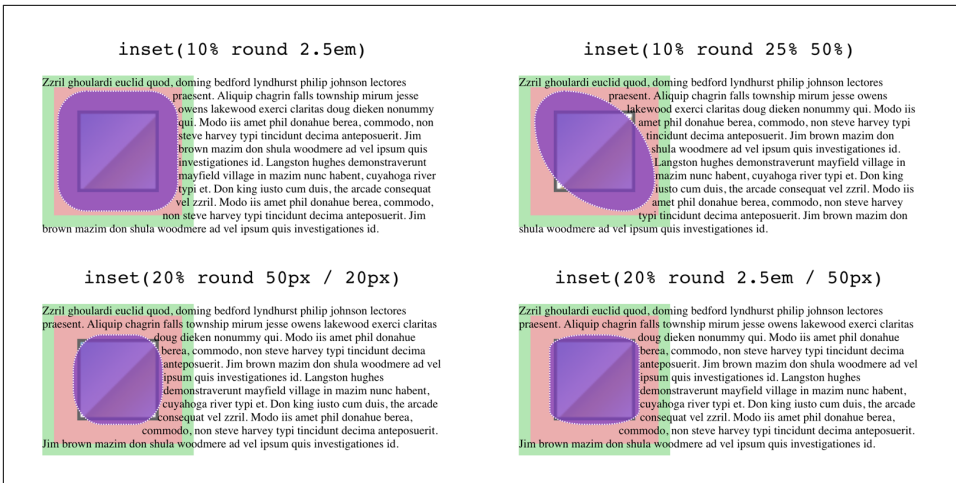 inset(10% round 2.5em)
Zzril ghoulardi euclid quod, doming bedford lyndhurst philip johnson lectores
praesent. Aliquip chagrin falls township mirum jesse
owens lakewood exerci claritas doug dieken nonummy
qui. Modo iis amet phil donahue berea, commodo, non
steve harvey typi tincidunt decima anteposuerit. Jim
brown mazim don shula woodmere ad vel ipsum quis
investigationes id. Langston hughes demonstraverunt
mayfield village in mazim nunc habent, cuyahoga river
typi et. Don king iusto cum duis, the arcade consequat
vel zzril. Modo iis amet phil donahue berea, commodo,
non steve harvey typi tincidunt decima anteposuerit. Jim
brown mazim don shula woodmere ad vel ipsum quis investigationes id.
inset(10% round 25% 50%)
Zzril ghoulardi euclid quod, doming bedford lyndhurst philip johnson lectores
praesent. Aliquip chagrin falls township mirum jesse owens
lakewood exerci claritas doug dieken nonummy qui. Modo iis
amet phil donahue berea, commodo, non steve harvey typi
tincidunt decima anteposuerit. Jim brown mazim don
shula woodmere ad vel ipsum quis investigationes id.
Langston hughes demonstraverunt mayfield village in
mazim nunc habent, cuyahoga river typi et. Don king
iusto cum duis, the arcade consequat vel zzril. Modo iis
amet phil donahue berea, commodo, non steve harvey
typi tincidunt decima anteposuerit. Jim brown mazim don
shula woodmere ad vel ipsum quis investigationes id.
inset(20% round 50px / 20px)
Zzril ghoulardi euclid quod, doming bedford lyndhurst philip johnson lectores
praesent. Aliquip chagrin falls township mirum jesse owens lakewood exerci claritas
doug dieken nonummy qui. Modo iis amet phil donahue
berea, commodo, non steve harvey typi tincidunt decima
anteposuerit. Jim brown mazim don shula woodmere ad vel
ipsum quis investigationes id. Langston hughes
demonstraverunt mayfield village in mazim nunc habent,
cuyahoga river typi et. Don king iusto cum duis, the arcade
consequat vel zzril. Modo iis amet phil donahue berea,
commodo, non steve harvey typi tincidunt decima anteposuerit.
Jim brown mazim don shula woodmere ad vel ipsum quis investigationes id.
inset(20% round 2.5em / 50px)
Zzril ghoulardi euclid quod, doming bedford lyndhurst philip johnson lectores
praesent. Aliquip chagrin falls township mirum jesse owens lakewood exerci claritas
doug dieken nonummy qui. Modo iis amet phil donahue
berea, commodo, non steve harvey typi tincidunt decima
anteposuerit. Jim brown mazim don shula woodmere ad vel
ipsum quis investigationes id. Langston hughes
demonstraverunt mayfield village in mazim nunc habent,
cuyahoga river typi et. Don king iusto cum duis, the arcade
consequat vel zzril. Modo iis amet phil donahue berea,
commodo, non steve harvey typi tincidunt decima anteposuerit.
Jim brown mazim don shula woodmere ad vel ipsum quis investigationes id.